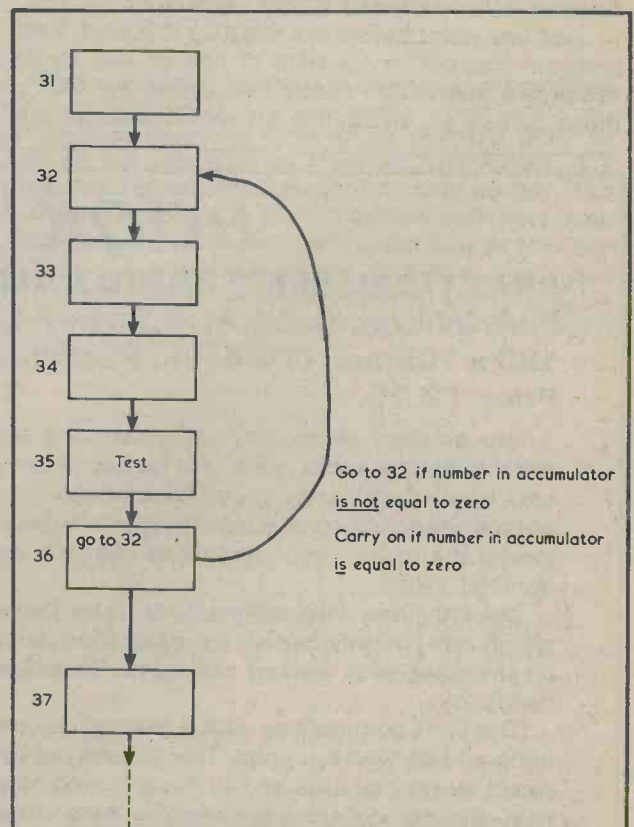 31
32
33
34
35
Test
Go to 32 if number in accumulator
is not equal to zero
36
go to 32
Carry on if number in accumulator
is equal to zero
37